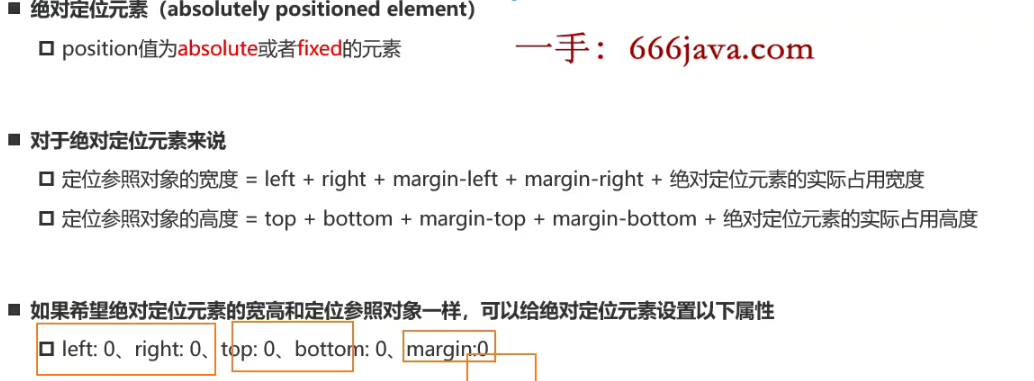 绝对定位元素（absolutely positioned element）
position值为absolute或者fixed的元素
一手：666java.com
对于绝对定位元素来说
定位参照对象的宽度 = left + right + margin-left + margin-right + 绝对定位元素的实际占用宽度
定位参照对象的高度 = top + bottom + margin-top + margin-bottom + 绝对定位元素的实际占用高度
如果希望绝对定位元素的宽高和定位参照对象一样，可以给绝对定位元素设置以下属性
left: 0、right: 0、top: 0、bottom: 0、margin:0